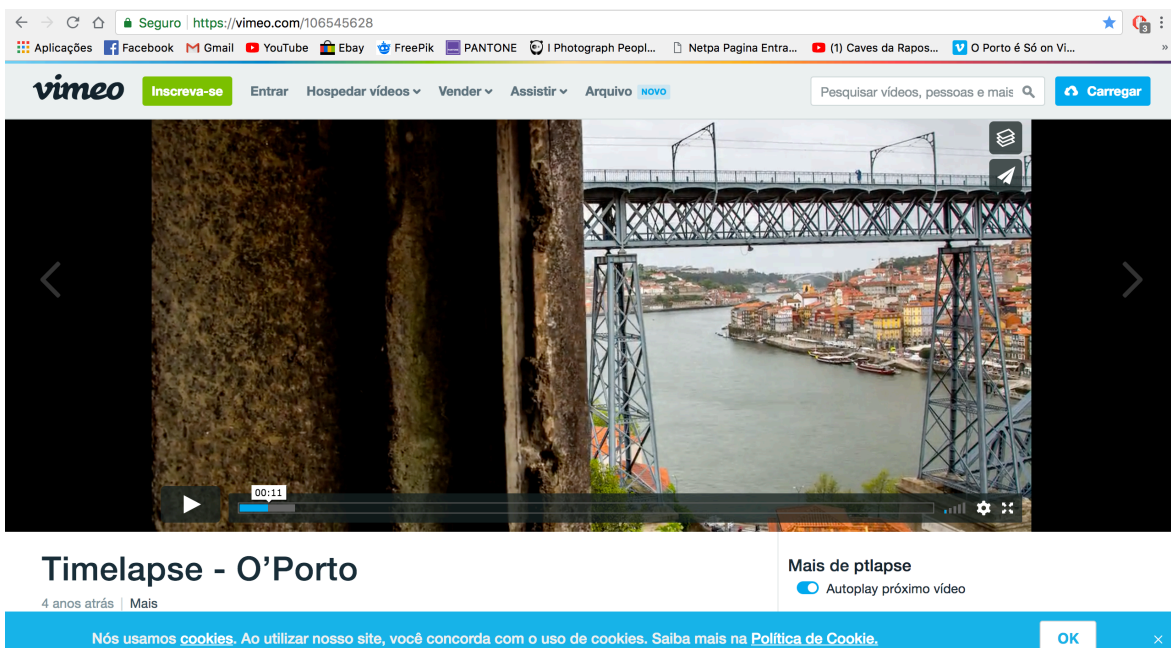 Seguro https://vimeo.com/106545628
3
Aplicações Facebook Gmail YouTube Ebay FreePik PANTONE I Photograph Peopl... Netpa Pagina Entra... (1) Caves da Rapos... O Porto é Só on Vi... »
vimeo Inscreva-se Entrar Hospedar vídeos Vender Assistir Arquivo NOVO Pesquisar vídeos, pessoas e mais Carregar
00:11
Timelapse - O'Porto
4 anos atrás | Mais
Mais de ptlapse
Autoplay próximo vídeo
Nós usamos cookies. Ao utilizar nosso site, você concorda com o uso de cookies. Saiba mais na Política de Cookie. OK ×